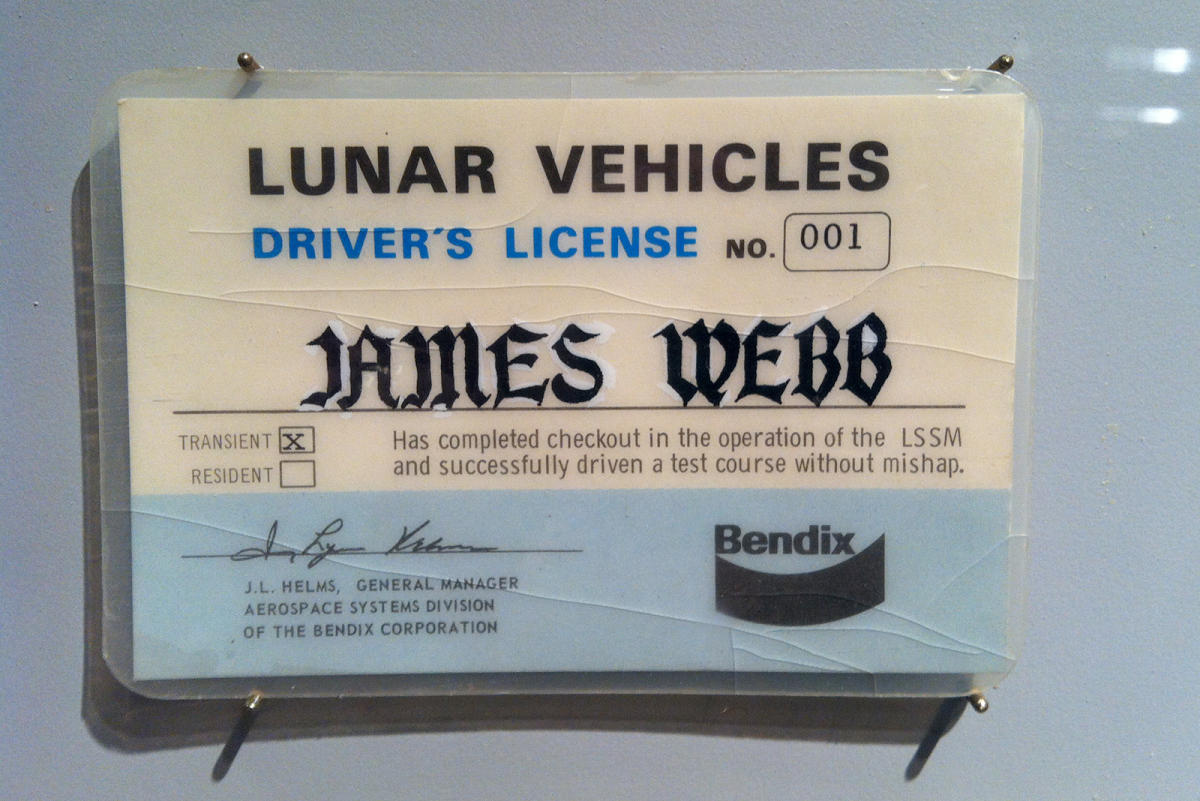 LUNAR VEHICLES
DRIVER'S LICENSE NO. 001
JAMES WEBB
TRANSIENT X
RESIDENT
Has completed checkout in the operation of the LSSM
and successfully driven a test course without mishap.
J.L. HELMS, GENERAL MANAGER
AEROSPACE SYSTEMS DIVISION
OF THE BENDIX CORPORATION
Bendix